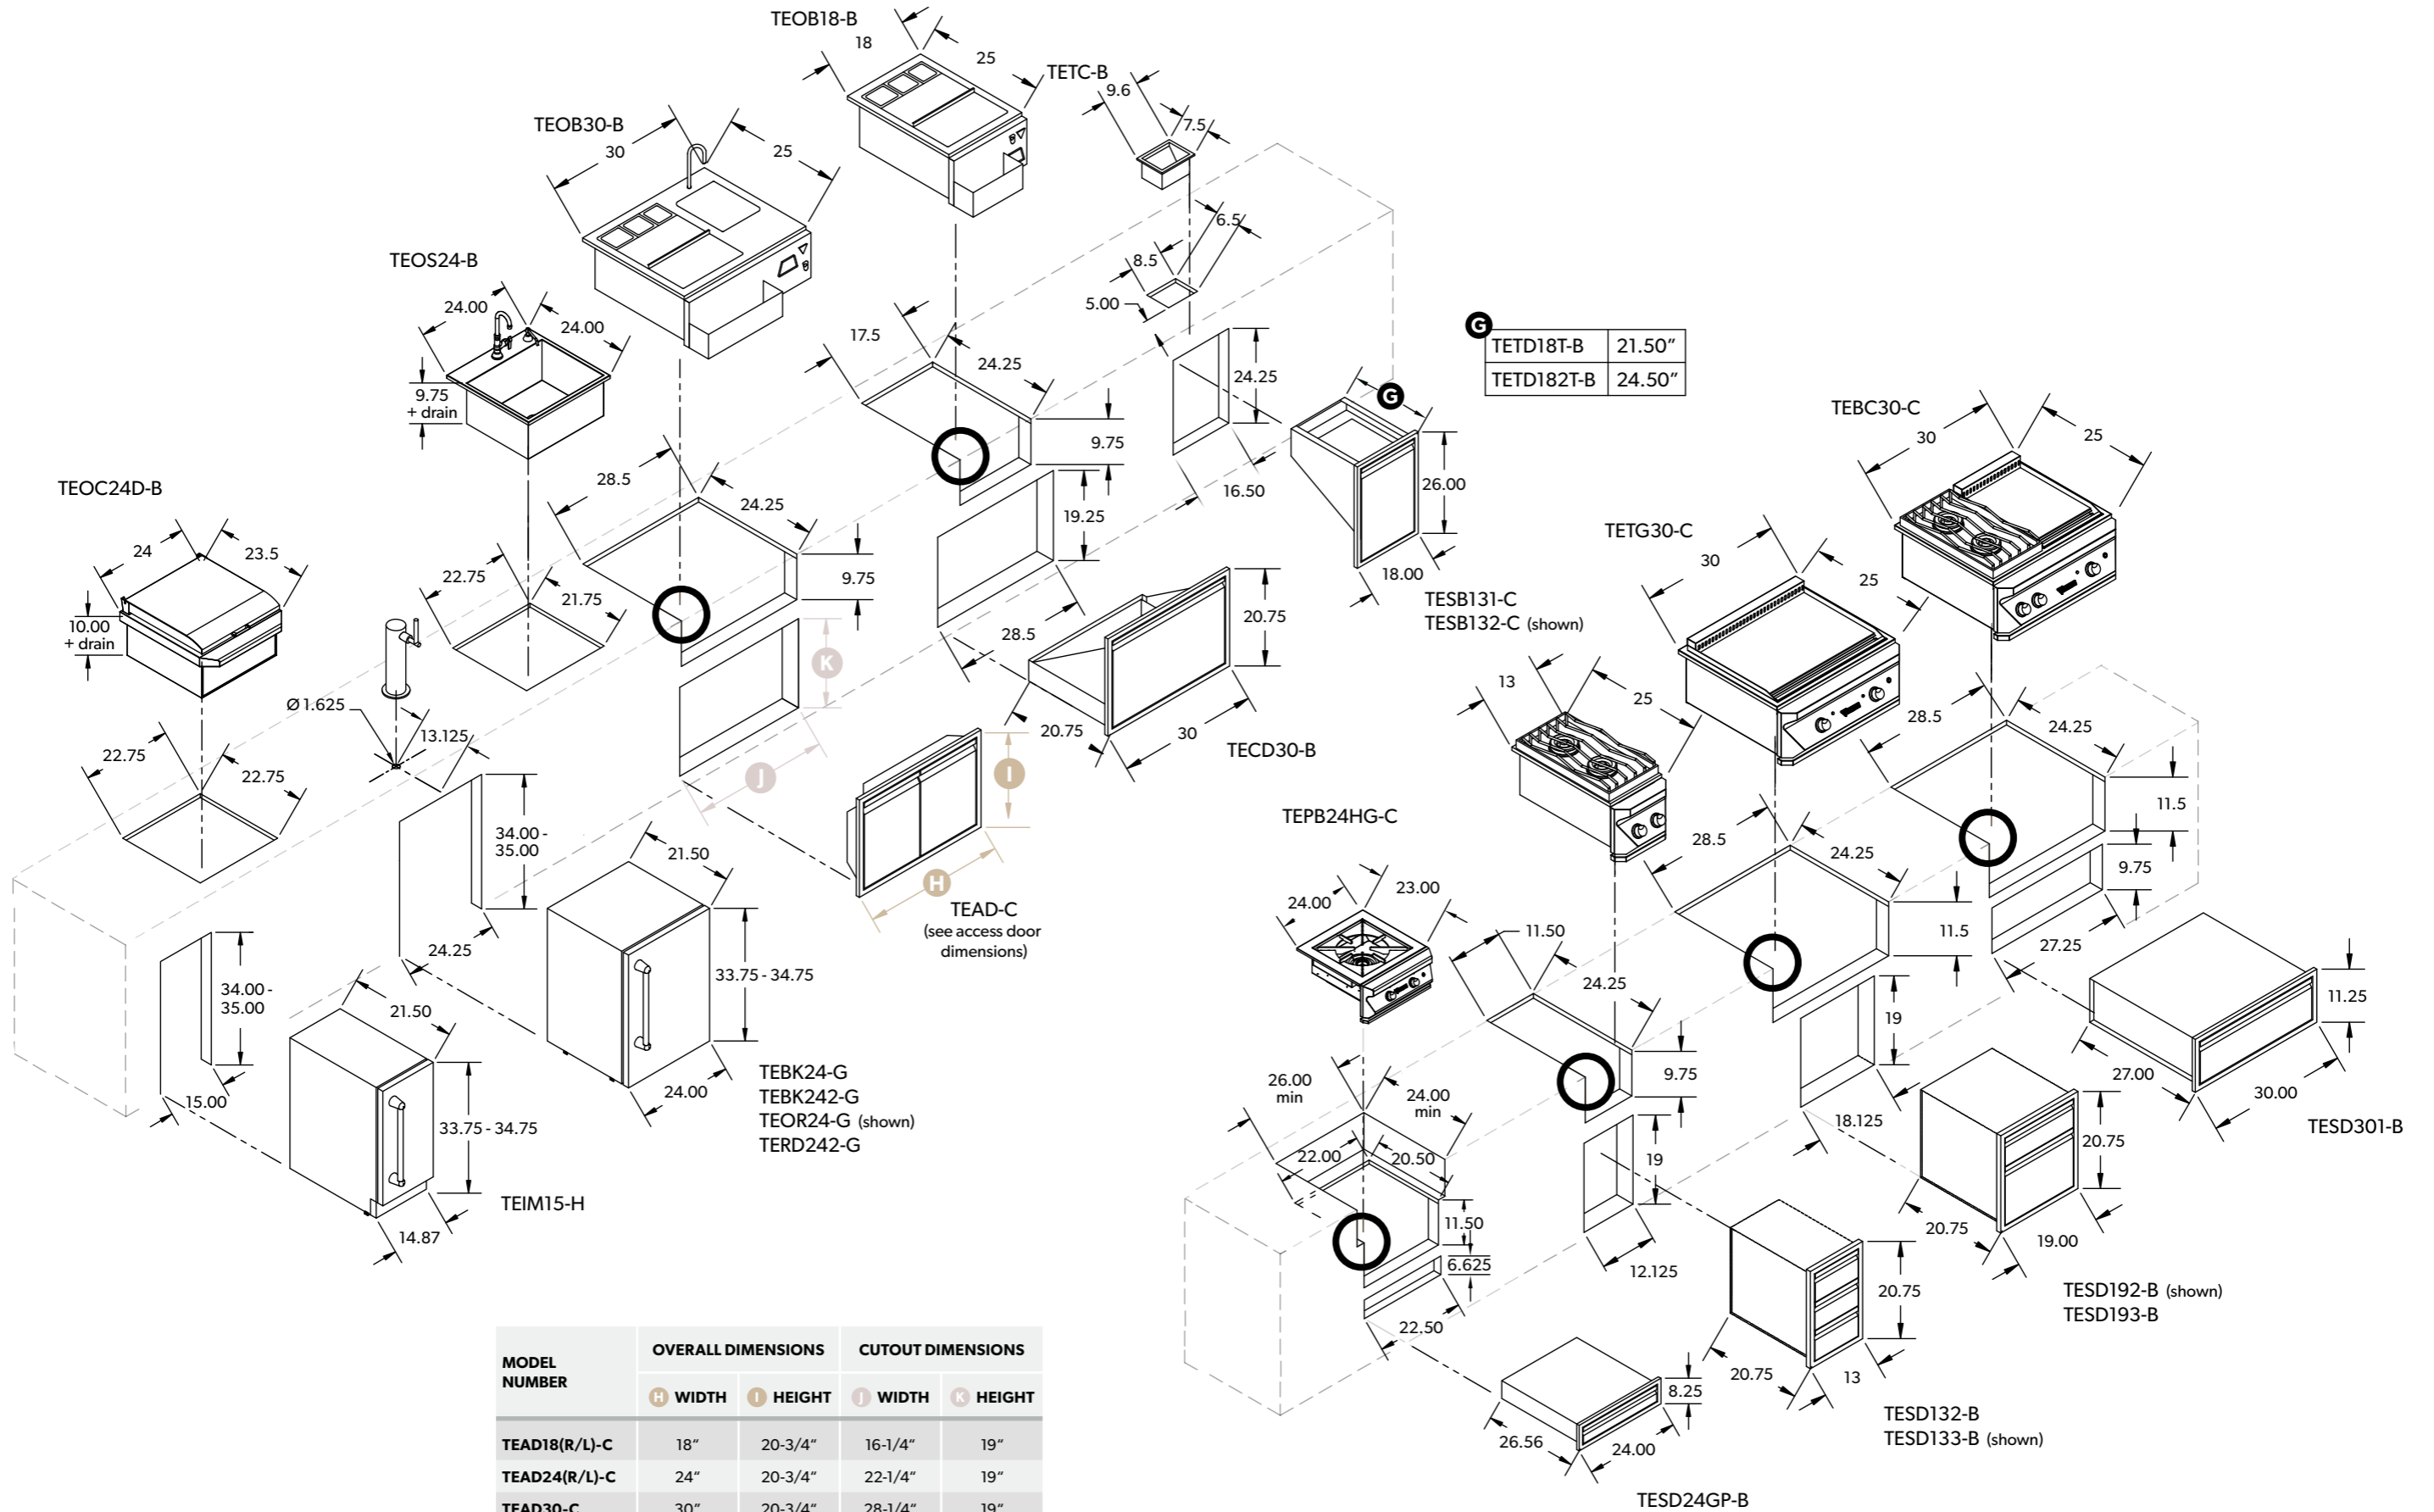 TEOB18-B
18
25
TETC-B
9.6
7.5
TEOB30-B
30
25
6.5
8.5
5.00
TEOS24-B
24.00
24.00
9.75
+ drain
17.5
24.25
24.25
9.75
16.50
G
TETD18T-B 21.50"
TETD182T-B 24.50"
G
26.00
18.00
TEBC30-C
30
25
TEOC24D-B
24
23.5
10.00
+ drain
28.5
24.25
9.75
19.25
22.75
21.75
28.5
K
J
20.75
20.75
30
TECD30-B
TESB131-C
TESB132-C (shown)
13
25
TETG30-C
30
25
28.5
24.25
11.5
9.75
27.25
Ø 1.625
13.125
22.75
22.75
34.00 -
35.00
24.25
21.50
33.75 - 34.75
24.00
TEBK24-G
TEBK242-G
TEOR24-G (shown)
TERD242-G
I
H
TEAD-C
(see access door
dimensions)
TEPB24HG-C
24.00
23.00
28.5
24.25
11.5
19
18.125
11.50
24.25
9.75
19
12.125
11.25
27.00
30.00
TESD301-B
34.00 -
35.00
15.00
21.50
33.75 - 34.75
14.87
TEIM15-H
26.00
min
24.00
min
22.00
20.50
11.50
6.625
22.50
20.75
20.75
19.00
TESD192-B (shown)
TESD193-B
20.75
20.75
13
TESD132-B
TESD133-B (shown)
8.25
26.56
24.00
TESD24GP-B
MODEL
NUMBER
OVERALL DIMENSIONS CUTOUT DIMENSIONS
H WIDTH I HEIGHT J WIDTH K HEIGHT
TEAD18(R/L)-C 18" 20-3/4" 16-1/4" 19"
TEAD24(R/L)-C 24" 20-3/4" 22-1/4" 19"
TEAD30-C 30" 20-3/4" 28-1/4" 19"